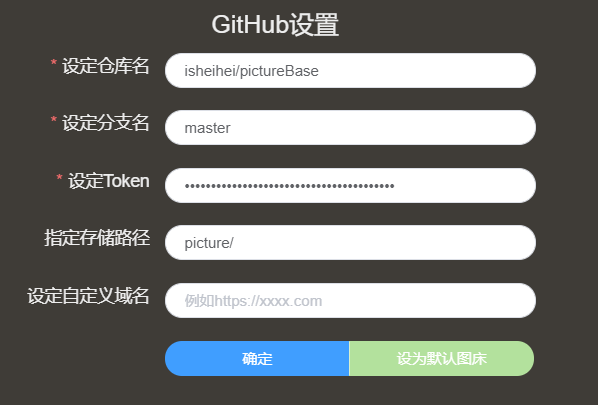 GitHub设置
* 设定仓库名 isheihei/pictureBase
* 设定分支名 master
* 设定Token ••••••••••••••••••••••••••••••••••••••••
指定存储路径 picture/
设定自定义域名 例如https://xxxx.com
确定 设为默认图床